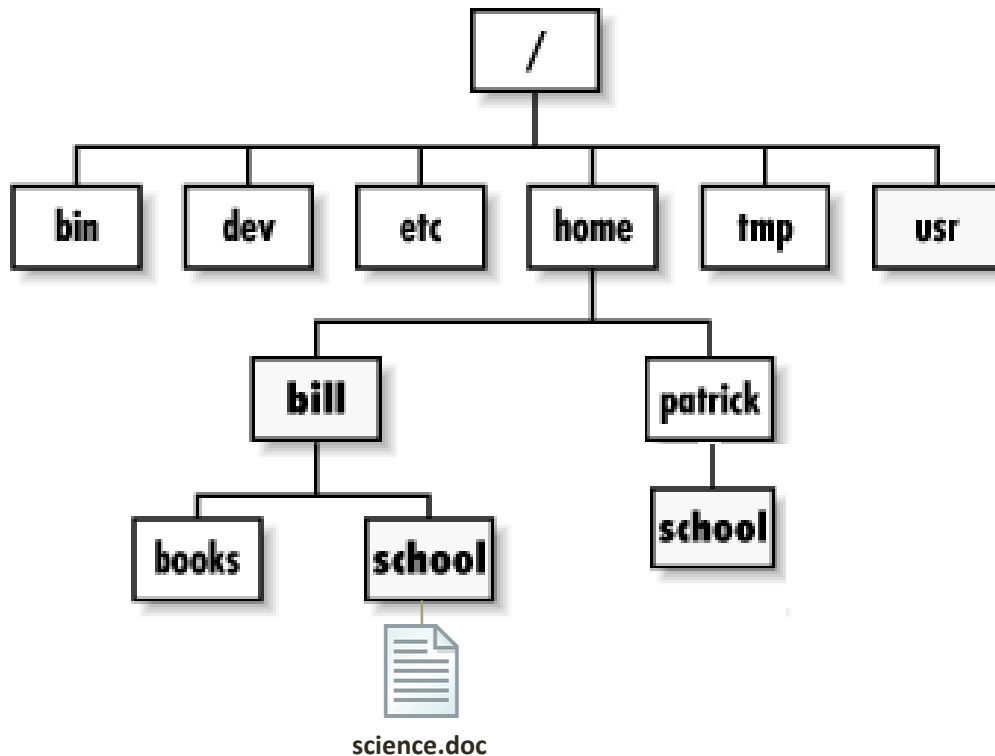 /
bin dev etc home tmp usr
bill patrick
books school school
science.doc